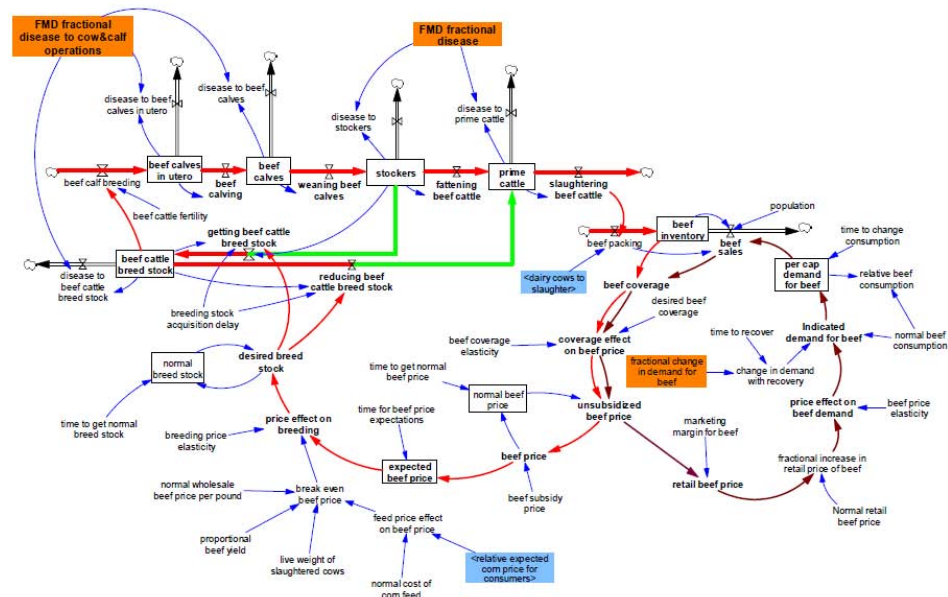 FMD fractional
disease to cow&calf
operations
FMD fractional
disease
disease to beef
calves in utero
disease to beef
calves
disease to
stockers
disease to
prime cattle
beef calf breeding
beef calves
in utero
beef
calving
beef
calves
weaning beef
calves
stockers
fattening
beef cattle
prime
cattle
slaughtering
beef cattle
beef cattle fertility
getting beef cattle
breed stock
beef cattle
breed stock
disease to
beef cattle
breed stock
reducing beef
cattle breed stock
breeding stock
acquisition delay
beef packing
beef
inventory
beef
sales
population
<dairy cows to
slaughter>
beef coverage
desired beef
coverage
time to change
consumption
per cap
demand
for beef
relative beef
consumption
normal beef
consumption
Indicated
demand for beef
time to recover
fractional change
in demand for
beef
change in demand
with recovery
price effect on
beef demand
beef price
elasticity
beef coverage
elasticity
coverage effect
on beef price
time to get normal
beef price
normal beef
price
unsubsidized
beef price
marketing
margin for beef
retail beef price
fractional increase in
retail price of beef
Normal retail
beef price
normal
breed stock
desired breed
stock
time to get normal
breed stock
price effect on
breeding
breeding price
elasticity
time for beef price
expectations
expected
beef price
beef price
beef subsidy
price
normal wholesale
beef price per pound
break even
beef price
proportional
beef yield
live weight of
slaughtered cows
feed price effect
on beef price
normal cost of
corn feed
<relative expected
corn price for
consumers>